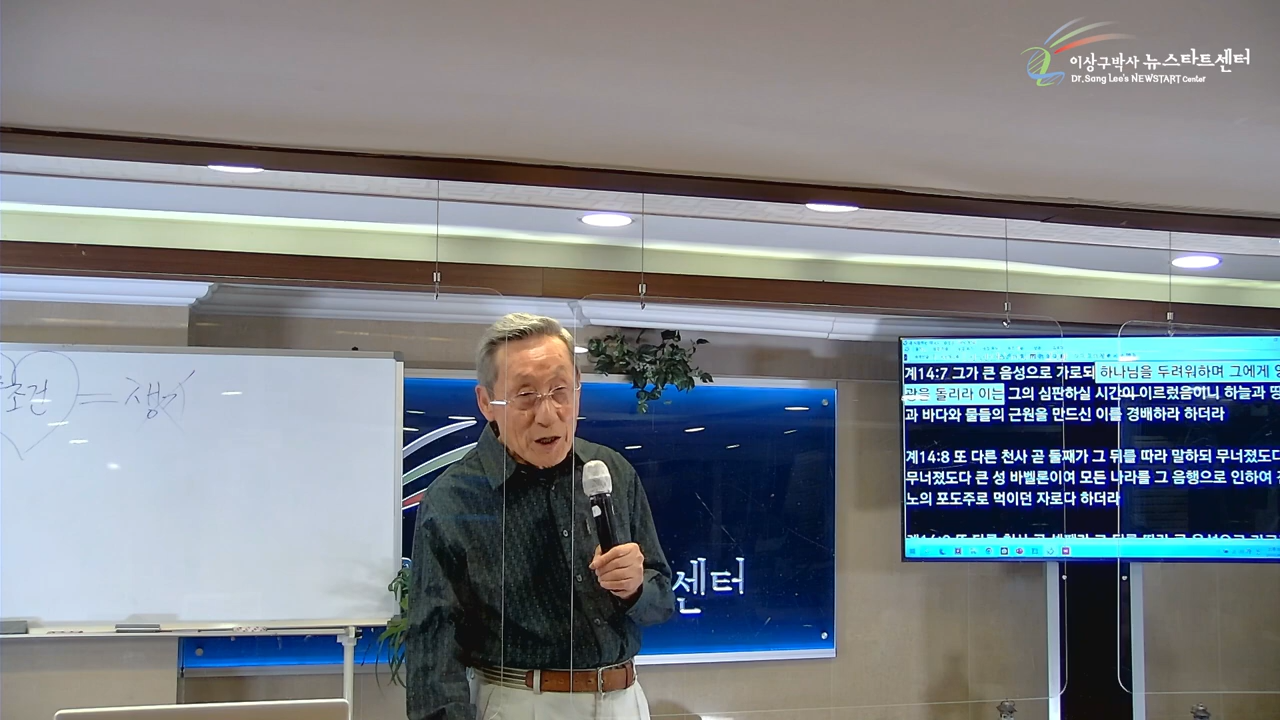 이상구박사 뉴스타트센터
Dr. Sang Lee's NEWSTART Center
조건 = 생기
센터
계14:7 그가 큰 음성으로 가로되 하나님을 두려워하며 그에게 영
광을 돌리라 이는 그의 심판하실 시간이 이르렀음이니 하늘과 땅
과 바다와 물들의 근원을 만드신 이를 경배하라 하더라
계14:8 또 다른 천사 곧 둘째가 그 뒤를 따라 말하되 무너졌도다
무너졌도다 큰 성 바벨론이여 모든 나라를 그 음행으로 인하여 진
노의 포도주로 먹이던 자로다 하더라